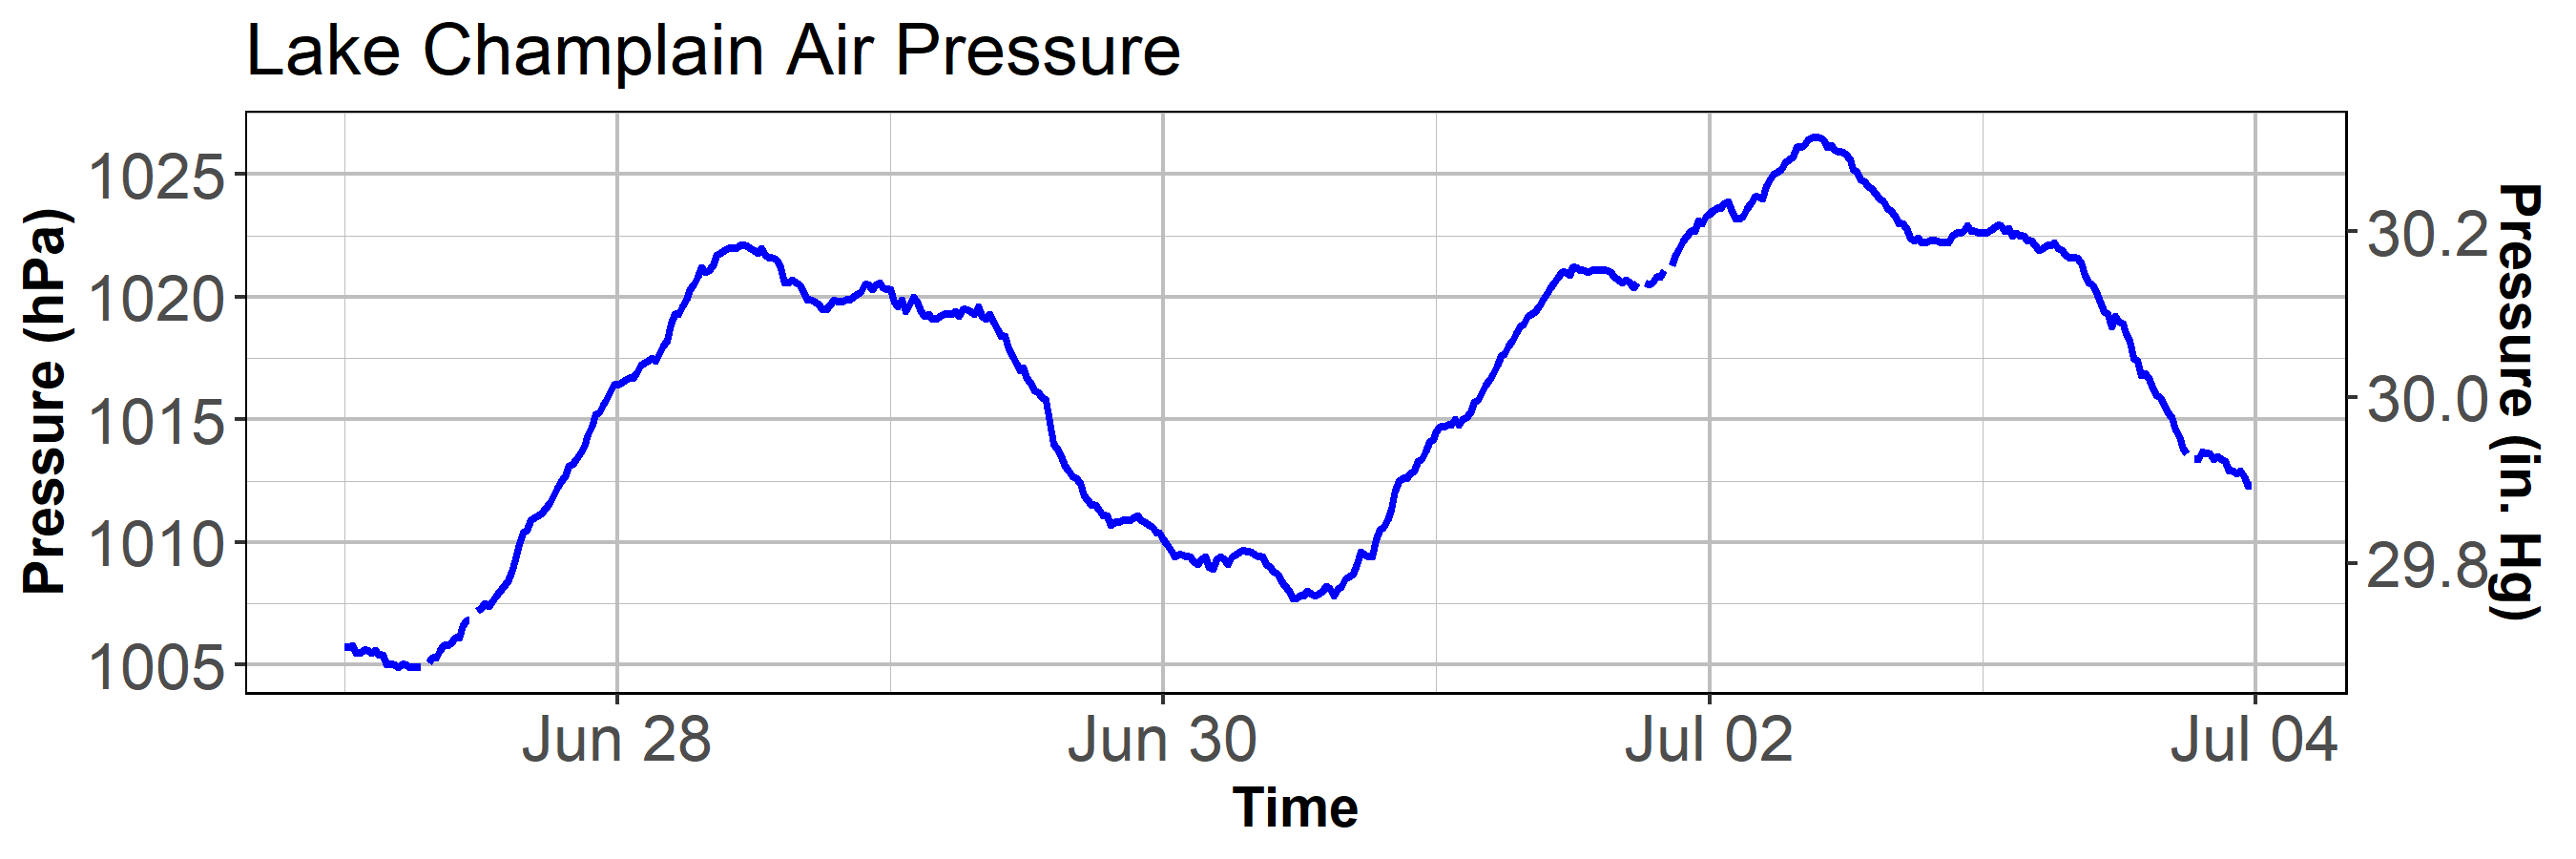 Lake Champlain Air Pressure
Pressure (hPa)
1025
1020
1015
1010
1005
30.2
30.0
29.8
Pressure (in. Hg)
Jun 28
Jun 30
Jul 02
Jul 04
Time